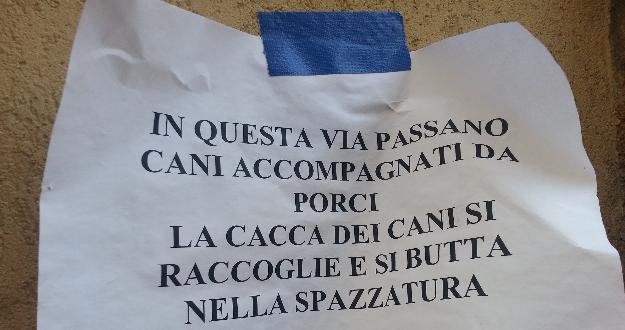 IN QUESTA VIA PASSANO
CANI ACCOMPAGNATI DA
PORCI
LA CACCA DEI CANI SI
RACCOGLIE E SI BUTTA
NELLA SPAZZATURA